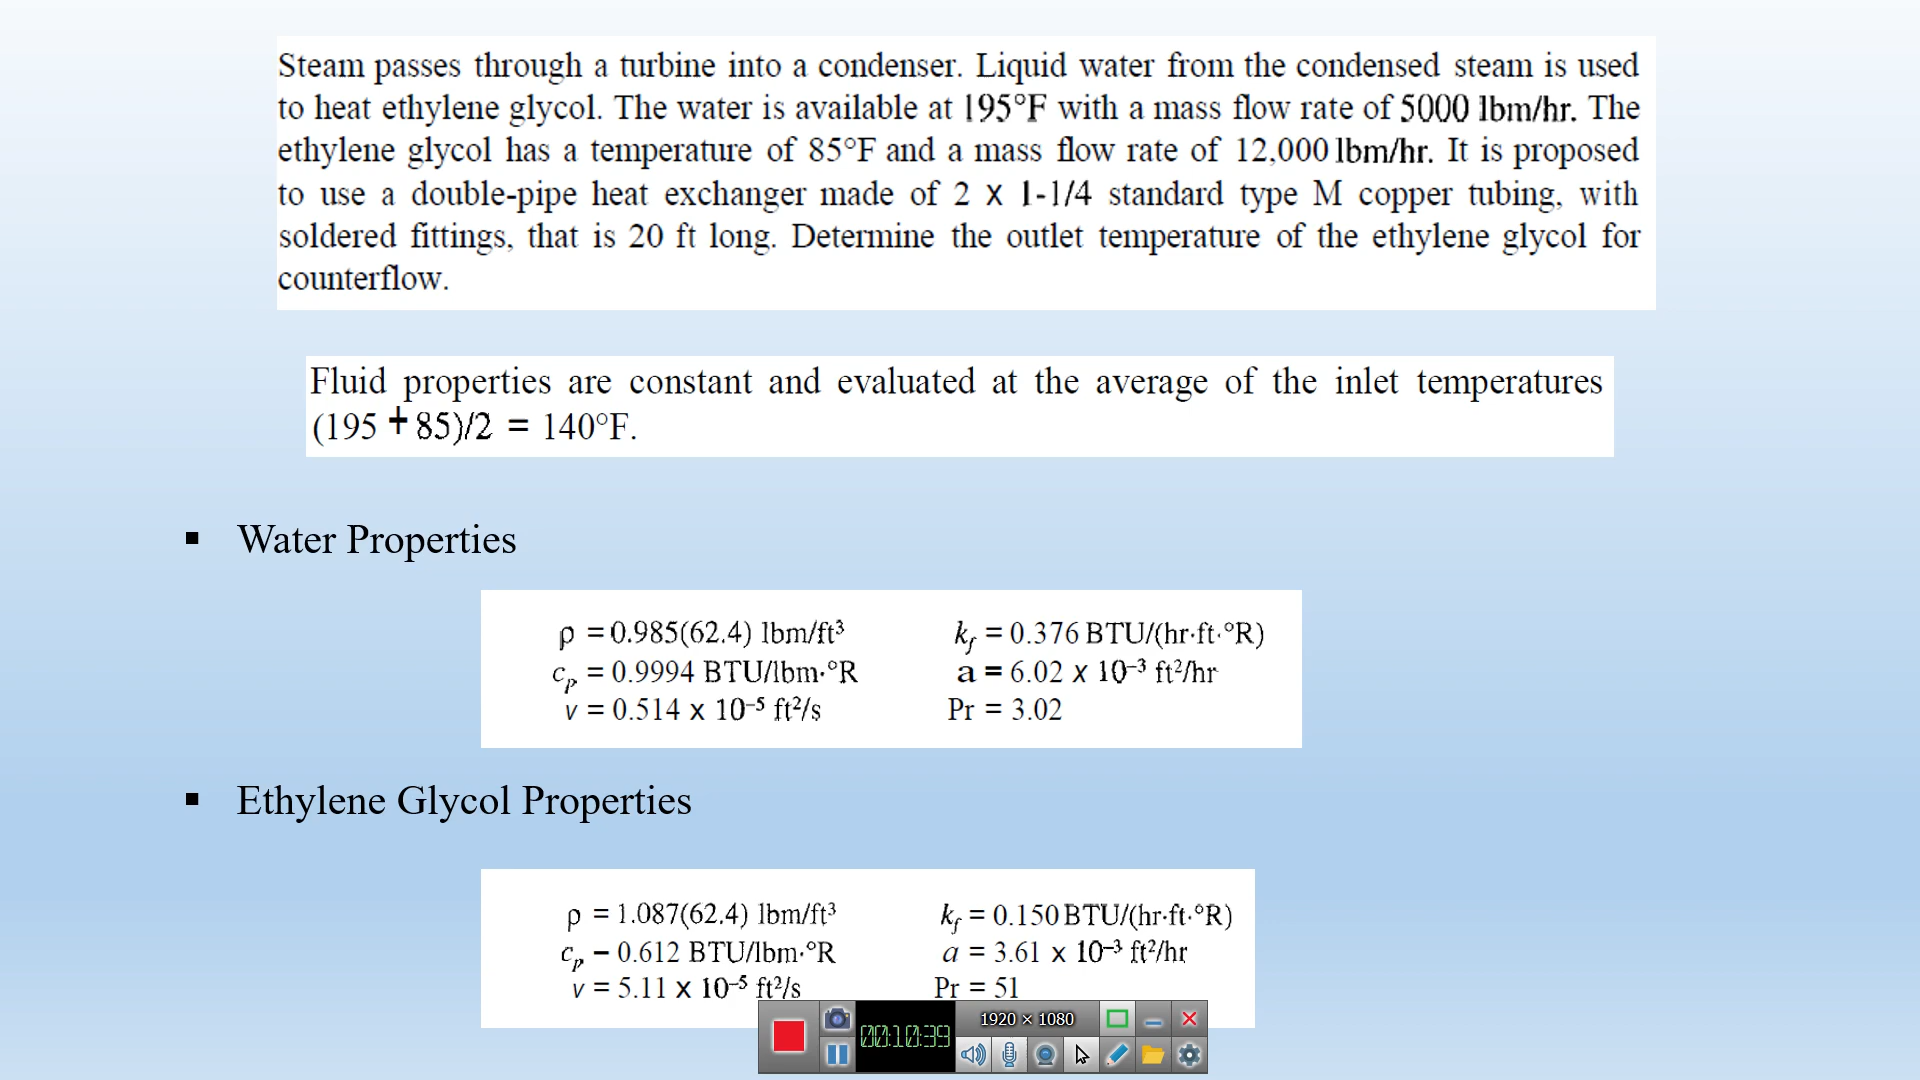 Steam passes through a turbine into a condenser. Liquid water from the condensed steam is used
to heat ethylene glycol. The water is available at 195°F with a mass flow rate of 5000 lbm/hr. The
ethylene glycol has a temperature of 85°F and a mass flow rate of 12,000 lbm/hr. It is proposed
to use a double-pipe heat exchanger made of 2 x 1-1/4 standard type M copper tubing, with
soldered fittings, that is 20 ft long. Determine the outlet temperature of the ethylene glycol for
counterflow.
Fluid properties are constant and evaluated at the average of the inlet temperatures
(195 + 85)/2 = 140°F.
▪ Water Properties
ρ = 0.985(62.4) lbm/ft³ k_f = 0.376 BTU/(hr·ft·°R)
c_p = 0.9994 BTU/lbm·°R a = 6.02 x 10⁻³ ft²/hr
v = 0.514 x 10⁻⁵ ft²/s Pr = 3.02
▪ Ethylene Glycol Properties
ρ = 1.087(62.4) lbm/ft³ k_f = 0.150 BTU/(hr·ft·°R)
c_p – 0.612 BTU/lbm·°R a = 3.61 x 10⁻³ ft²/hr
v = 5.11 x 10⁻⁵ ft²/s Pr = 51
1920 × 1080
00:10:39